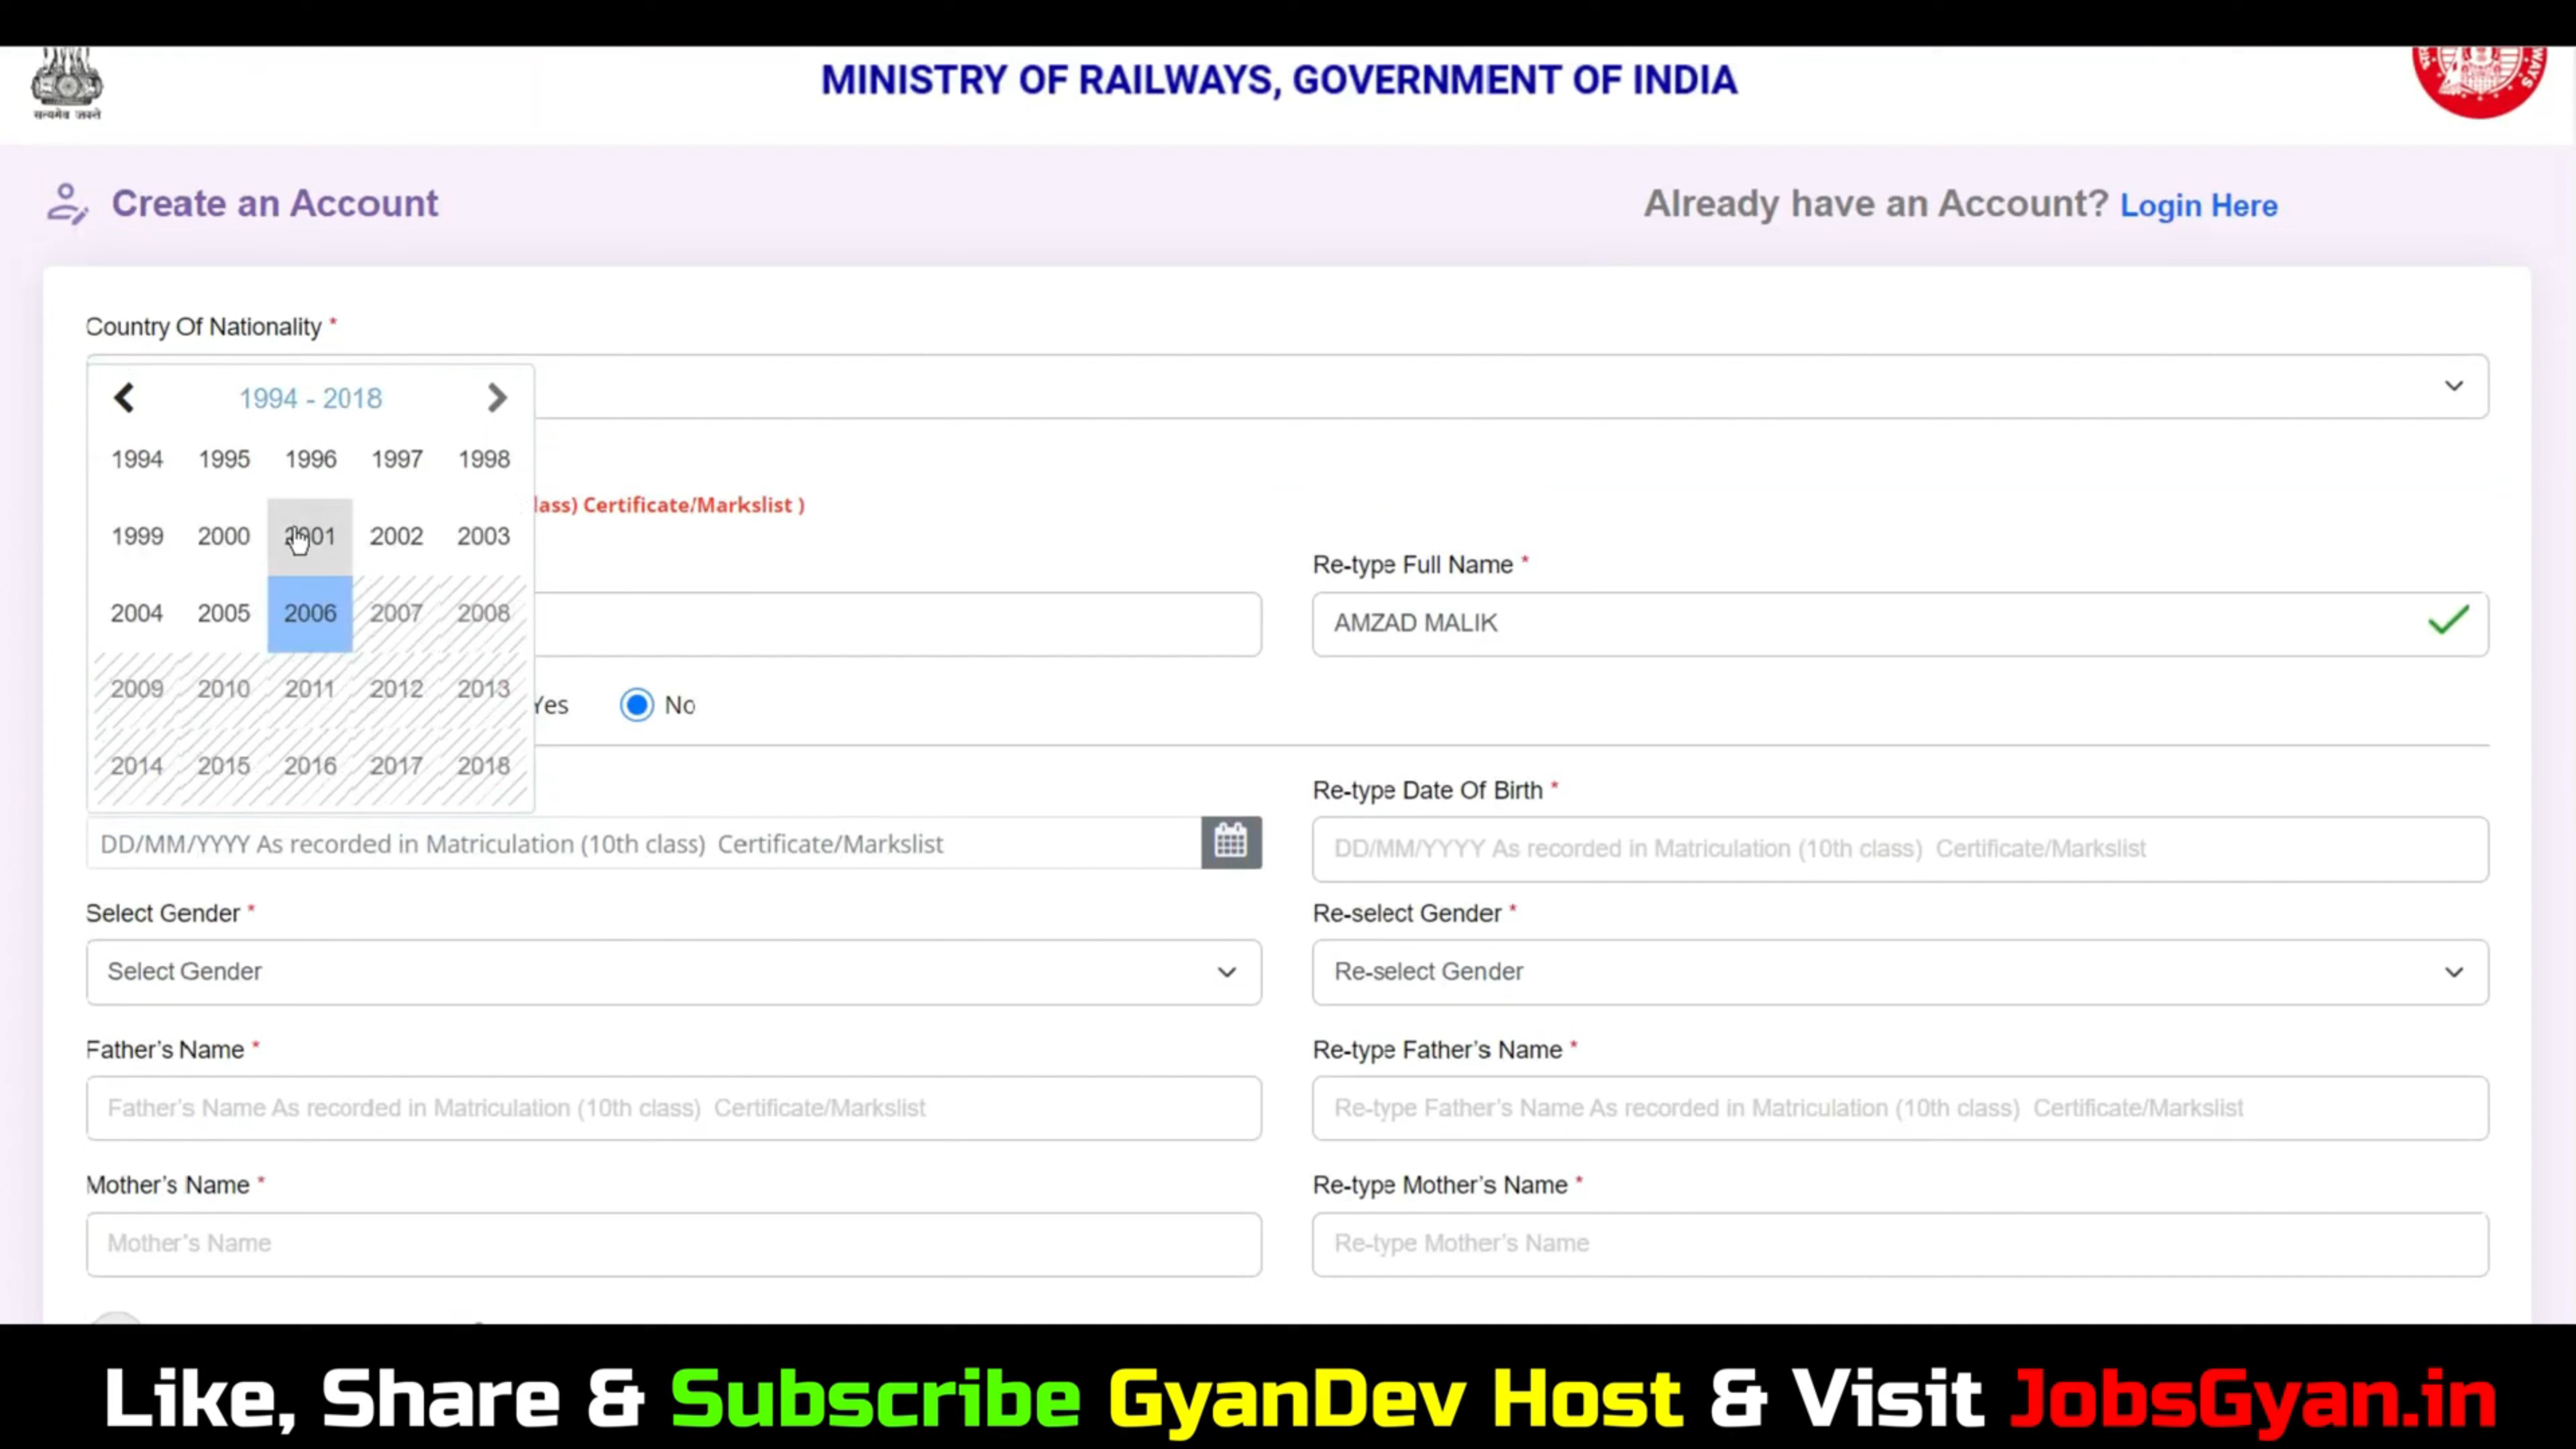 MINISTRY OF RAILWAYS, GOVERNMENT OF INDIA
सत्यमेव जयते
Create an Account
Already have an Account? Login Here
Country Of Nationality *
1994 - 2018
1994 1995 1996 1997 1998
1999 2000 2001 2002 2003
2004 2005 2006 2007 2008
2009 2010 2011 2012 2013
2014 2015 2016 2017 2018
lass) Certificate/Markslist )
Re-type Full Name *
AMZAD MALIK
Yes No
Re-type Date Of Birth *
DD/MM/YYYY As recorded in Matriculation (10th class) Certificate/Markslist
DD/MM/YYYY As recorded in Matriculation (10th class) Certificate/Markslist
Select Gender *
Re-select Gender *
Select Gender
Re-select Gender
Father's Name *
Re-type Father's Name *
Father's Name As recorded in Matriculation (10th class) Certificate/Markslist
Re-type Father's Name As recorded in Matriculation (10th class) Certificate/Markslist
Mother's Name *
Re-type Mother's Name *
Mother's Name
Re-type Mother's Name
Like, Share & Subscribe GyanDev Host & Visit JobsGyan.in